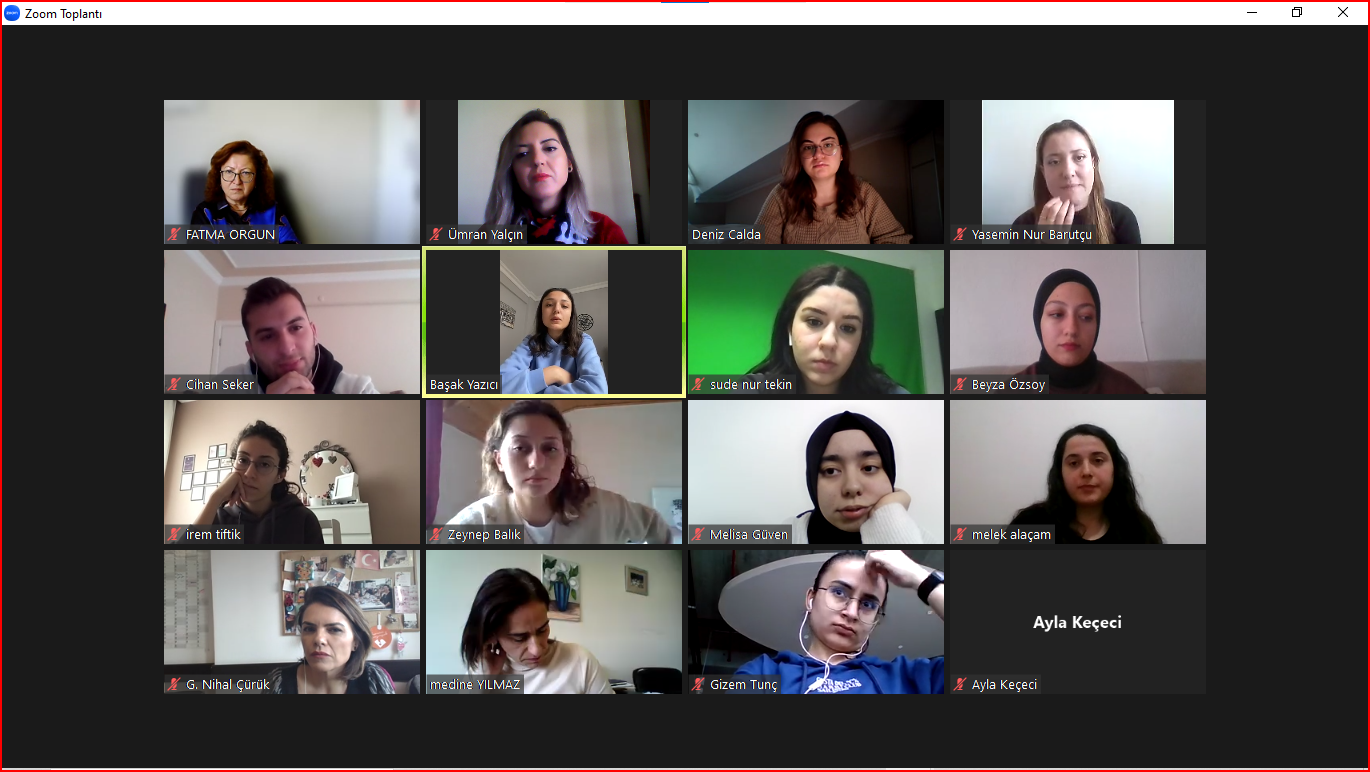 zoom Zoom Toplantı
FATMA ORGUN
Ümran Yalçın
Deniz Calda
Yasemin Nur Barutçu
Cihan Seker
Başak Yazıcı
sude nur tekin
Beyza Özsoy
irem tiftik
Zeynep Balık
Melisa Güven
melek alaçam
G. Nihal Çürük
medine YILMAZ
Gizem Tunç
Ayla Keçeci
Ayla Keçeci